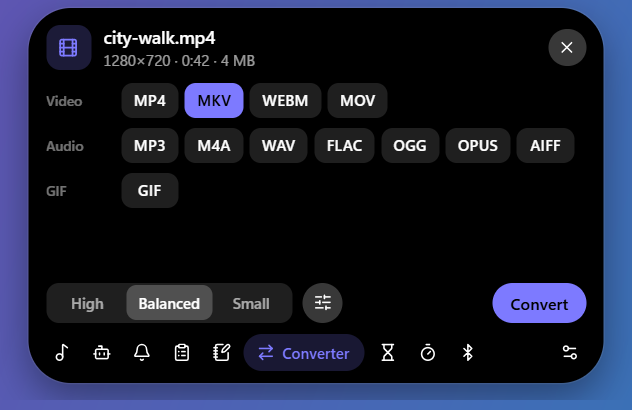 city-walk.mp4
1280×720 · 0:42 · 4 MB
Video MP4 MKV WEBM MOV
Audio MP3 M4A WAV FLAC OGG OPUS AIFF
GIF GIF
High Balanced Small Convert
Converter